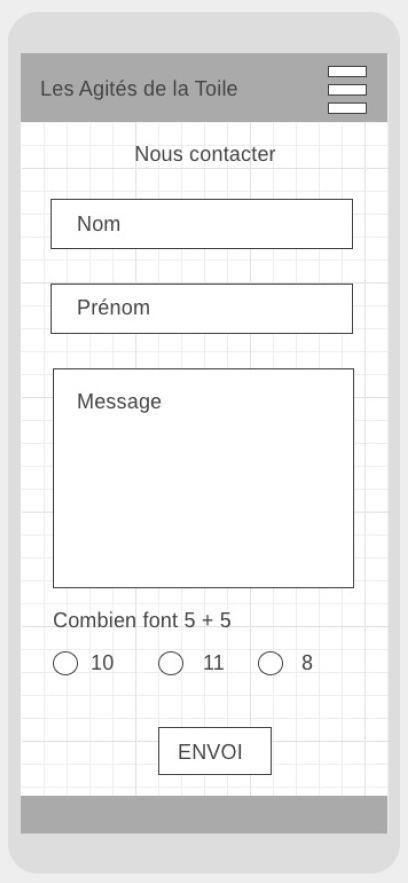 Les Agités de la Toile
Nous contacter
Nom
Prénom
Message
Combien font 5 + 5
10 11 8
ENVOI